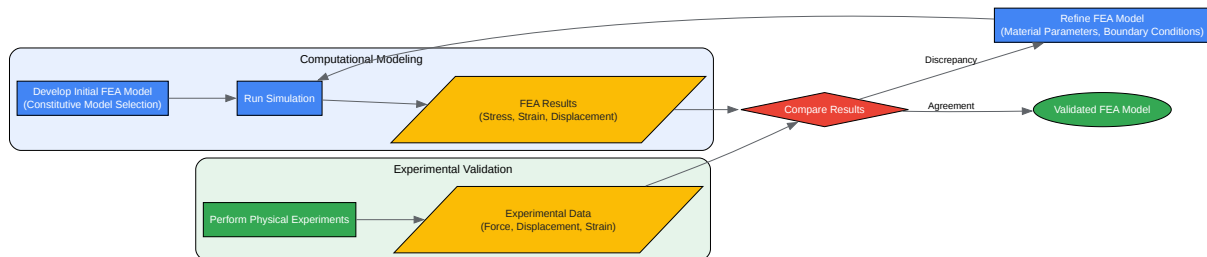 Refine FEA Model
(Material Parameters, Boundary Conditions)
Computational Modeling
Discrepancy
Develop Initial FEA Model
(Constitutive Model Selection)
Run Simulation
FEA Results
(Stress, Strain, Displacement)
Compare Results
Agreement
Validated FEA Model
Experimental Validation
Perform Physical Experiments
Experimental Data
(Force, Displacement, Strain)